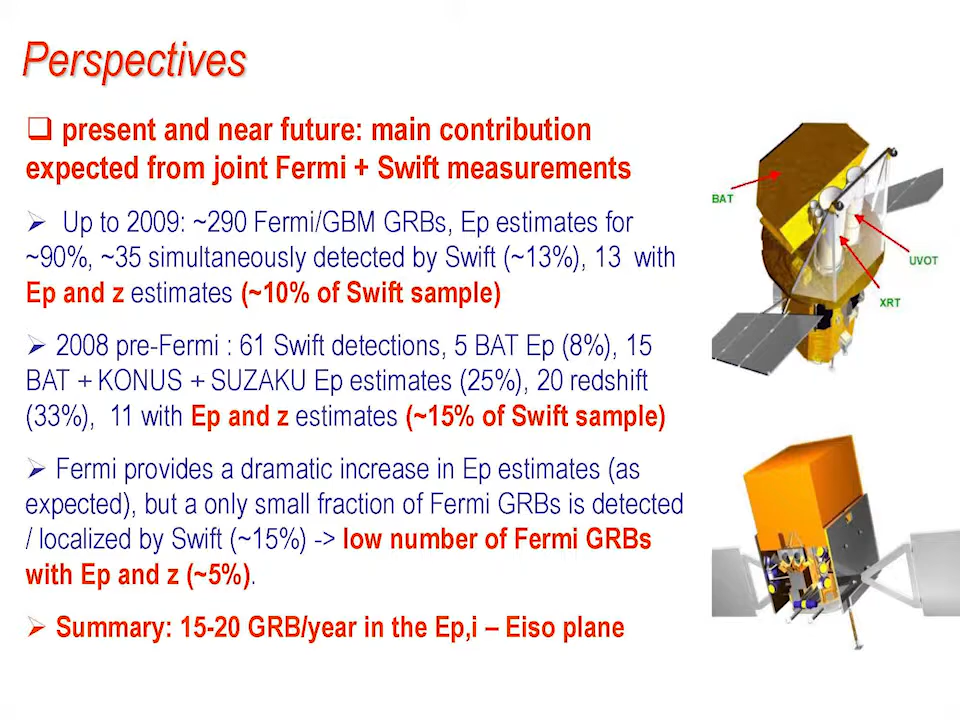 Perspectives
❑ present and near future: main contribution
expected from joint Fermi + Swift measurements
➢ Up to 2009: ~290 Fermi/GBM GRBs, Ep estimates for
~90%, ~35 simultaneously detected by Swift (~13%), 13 with
Ep and z estimates (~10% of Swift sample)
➢ 2008 pre-Fermi : 61 Swift detections, 5 BAT Ep (8%), 15
BAT + KONUS + SUZAKU Ep estimates (25%), 20 redshift
(33%), 11 with Ep and z estimates (~15% of Swift sample)
➢ Fermi provides a dramatic increase in Ep estimates (as
expected), but a only small fraction of Fermi GRBs is detected
/ localized by Swift (~15%) -> low number of Fermi GRBs
with Ep and z (~5%).
➢ Summary: 15-20 GRB/year in the Ep,i – Eiso plane
BAT
UVOT
XRT